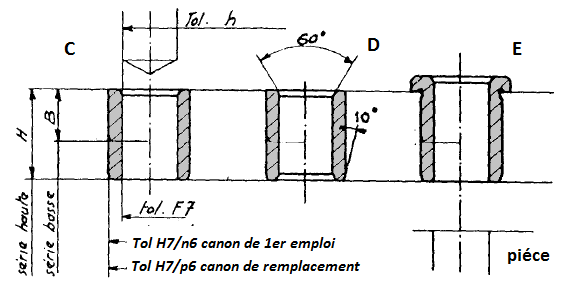 C
Tol. h
60°
D
E
H
B
10°
tol. F7
série haute
série basse
Tol H7/n6 canon de 1er emploi
Tol H7/p6 canon de remplacement
piéce